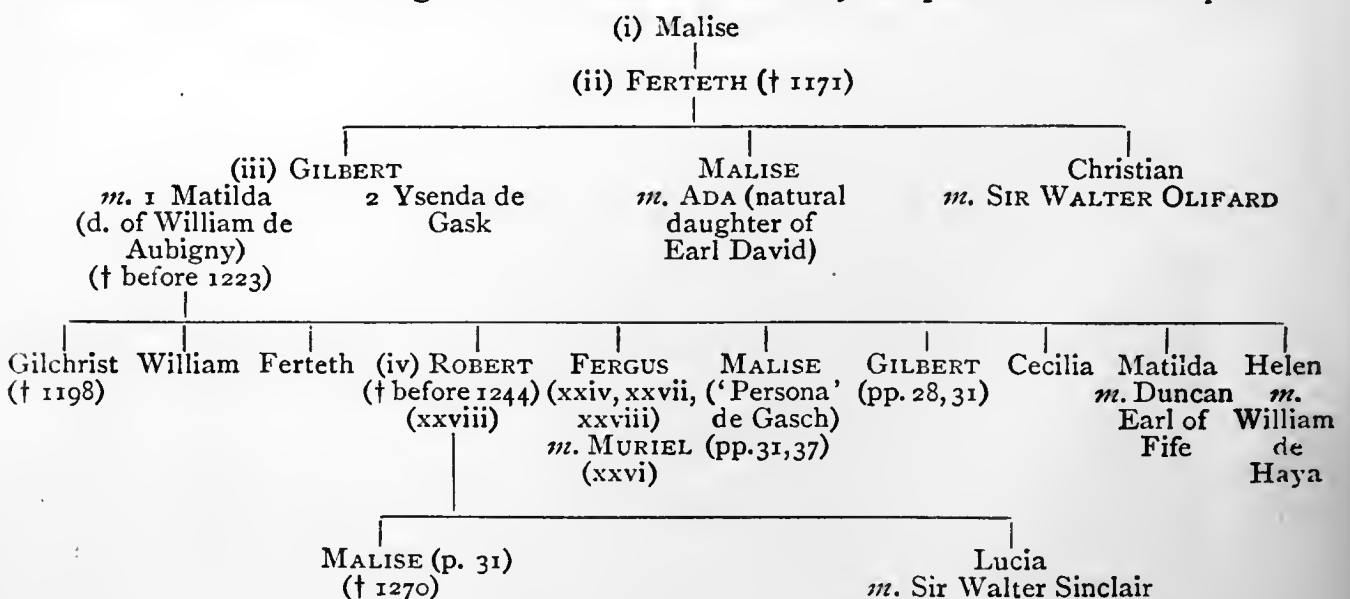 (i) Malise
(ii) FERTETH († 1171)
(iii) GILBERT MALISE Christian
m. 1 Matilda 2 Ysenda de m. ADA (natural m. SIR WALTER OLIFARD
(d. of William de Gask daughter of
Aubigny) Earl David)
(† before 1223)
Gilchrist William Ferteth (iv) ROBERT FERGUS MALISE GILBERT Cecilia Matilda Helen
(† 1198) († before 1244) (xxiv, xxvii, (‘Persona’ (pp. 28, 31) m. Duncan m.
(xxviii) xxviii) de Gasch) Earl of William
m. MURIEL (pp. 31, 37) Fife de
(xxvi) Haya
MALISE (p. 31) Lucia
(† 1270) m. Sir Walter Sinclair